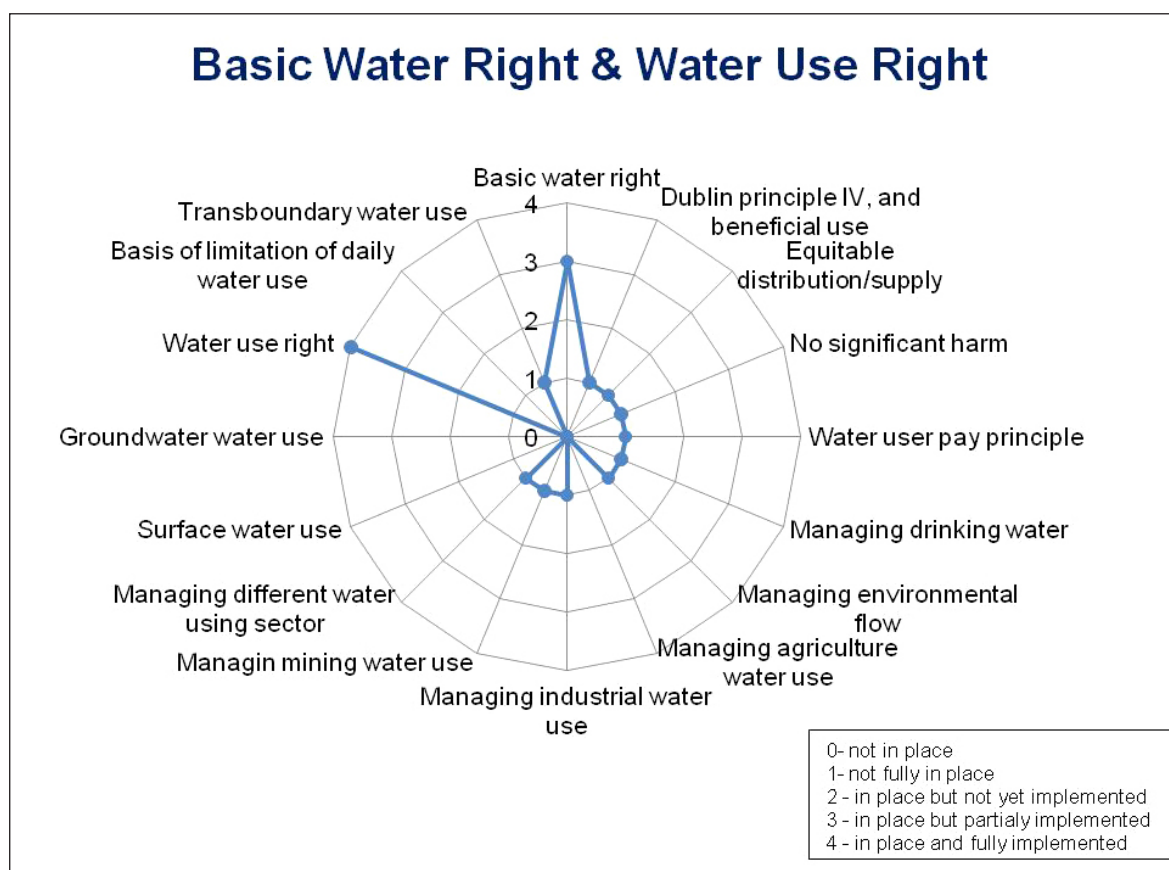 Basic Water Right & Water Use Right
Basic water right
Dublin principle IV, and
beneficial use
Equitable
distribution/supply
No significant harm
Water user pay principle
Managing drinking water
Managing environmental
flow
Managing agriculture
water use
Managing industrial water
use
Managin mining water use
Managing different water
using sector
Surface water use
Groundwater water use
Water use right
Basis of limitation of daily
water use
Transboundary water use
4
3
2
1
0
0- not in place
1- not fully in place
2 - in place but not yet implemented
3 - in place but partialy implemented
4 - in place and fully implemented